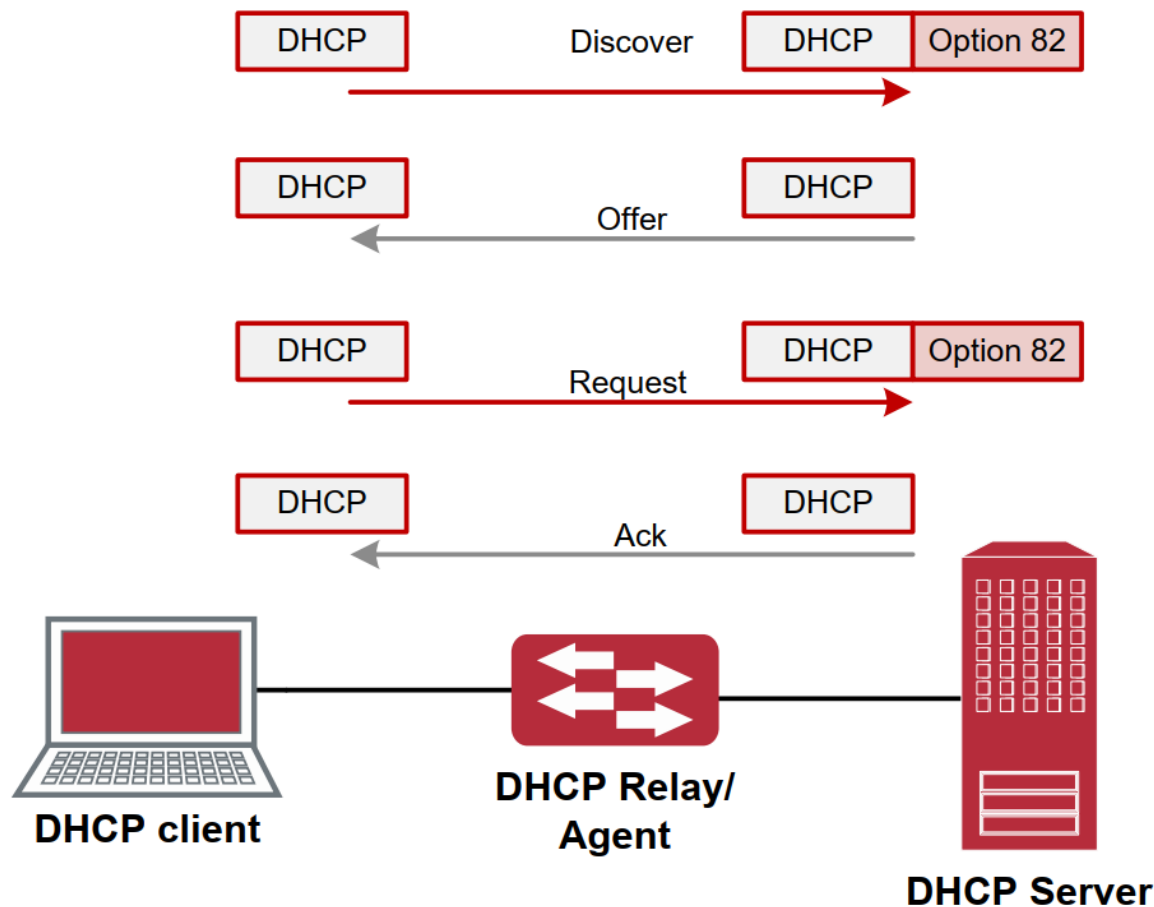 DHCP Discover DHCP Option 82
DHCP DHCP
Offer
DHCP DHCP Option 82
Request
DHCP DHCP
Ack
DHCP client
DHCP Relay/
Agent
DHCP Server